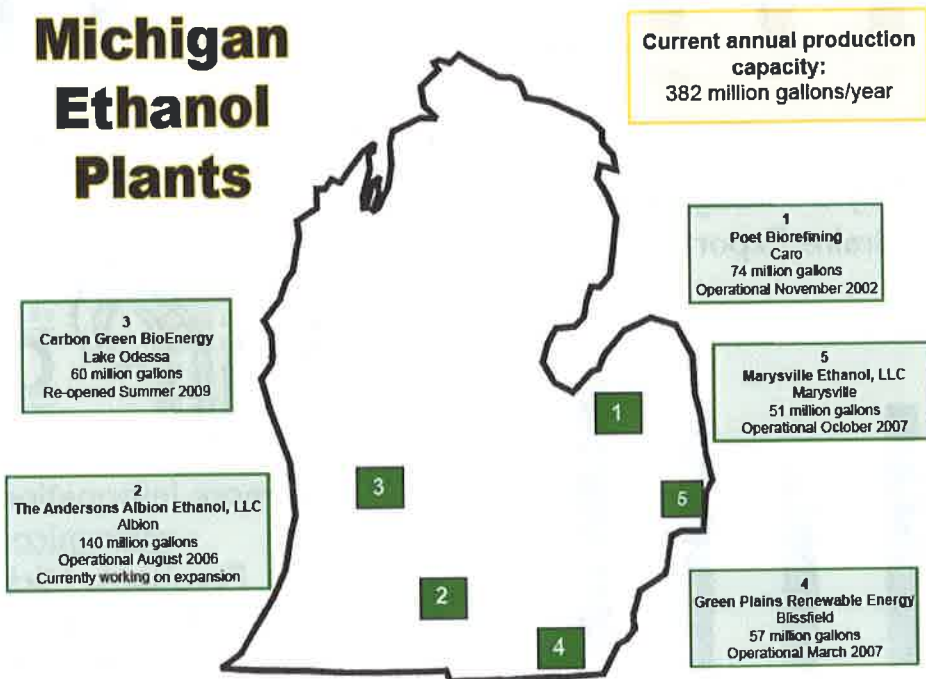 Michigan
Ethanol
Plants
Current annual production
capacity:
382 million gallons/year
1
Poet Biorefining
Caro
74 million gallons
Operational November 2002
3
Carbon Green BioEnergy
Lake Odessa
60 million gallons
Re-opened Summer 2009
5
Marysville Ethanol, LLC
Marysville
51 million gallons
Operational October 2007
2
The Andersons Albion Ethanol, LLC
Albion
140 million gallons
Operational August 2006
Currently working on expansion
4
Green Plains Renewable Energy
Blissfield
57 million gallons
Operational March 2007
1
3
5
2
4